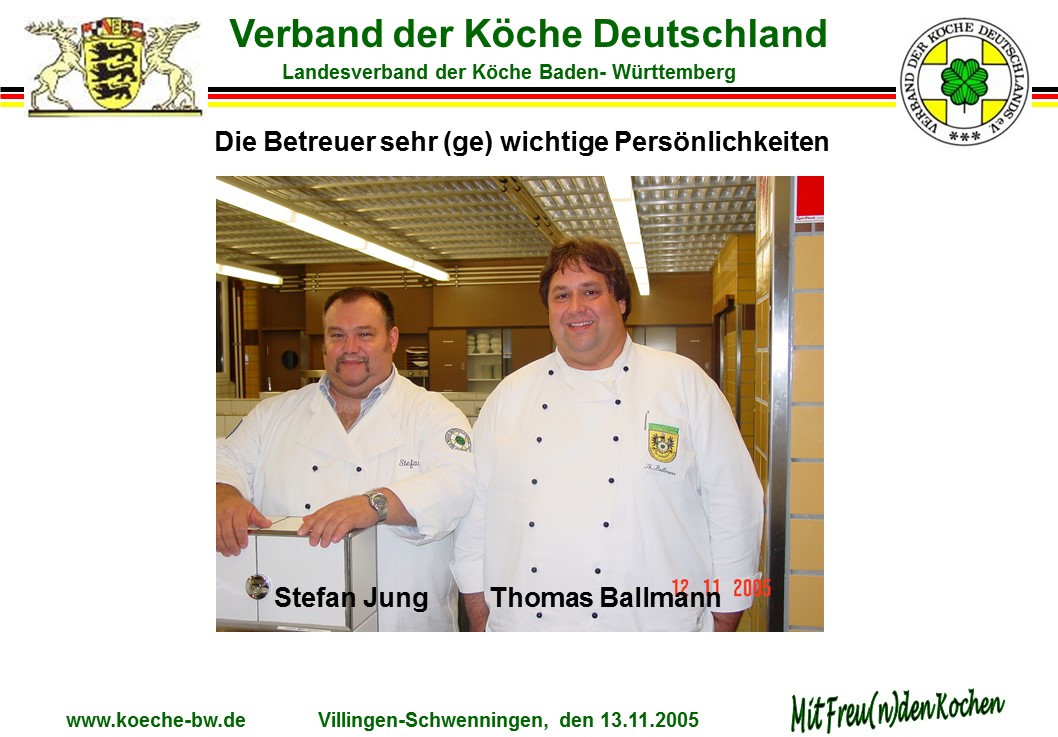 Verband der Köche Deutschland
Landesverband der Köche Baden- Württemberg
VERBAND DER KÖCHE DEUTSCHLANDS e.V.
Die Betreuer sehr (ge) wichtige Persönlichkeiten
Stefan
Th. Ballmann
12 11 2005
Stefan Jung Thomas Ballmann
www.koeche-bw.de Villingen-Schwenningen, den 13.11.2005
Mit Freu(n)den Kochen